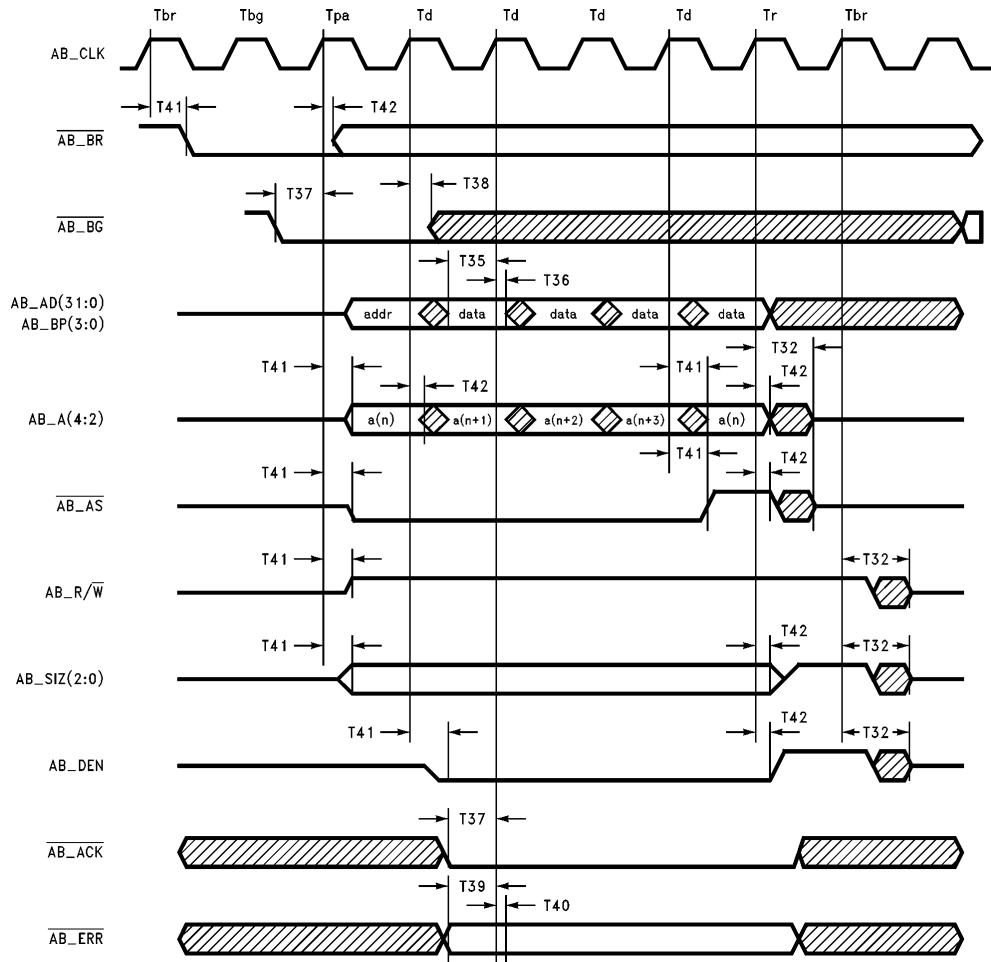 Tbr Tbg Tpa Td Td Td Td Tr Tbr
AB_CLK
T41 T42
AB_BR
T37 T38
AB_BG
T35
T36
AB_AD(31:0)
AB_BP(3:0)
addr data data data data
T32
T41 T41 T42
T42
AB_A(4:2)
a(n) a(n+1) a(n+2) a(n+3) a(n)
T41 T41 T42
AB_AS
T41 T32
AB_R/W
T41 T42 T32
AB_SIZ(2:0)
T41 T42 T32
AB_DEN
T37
AB_ACK
T39
T40
AB_ERR